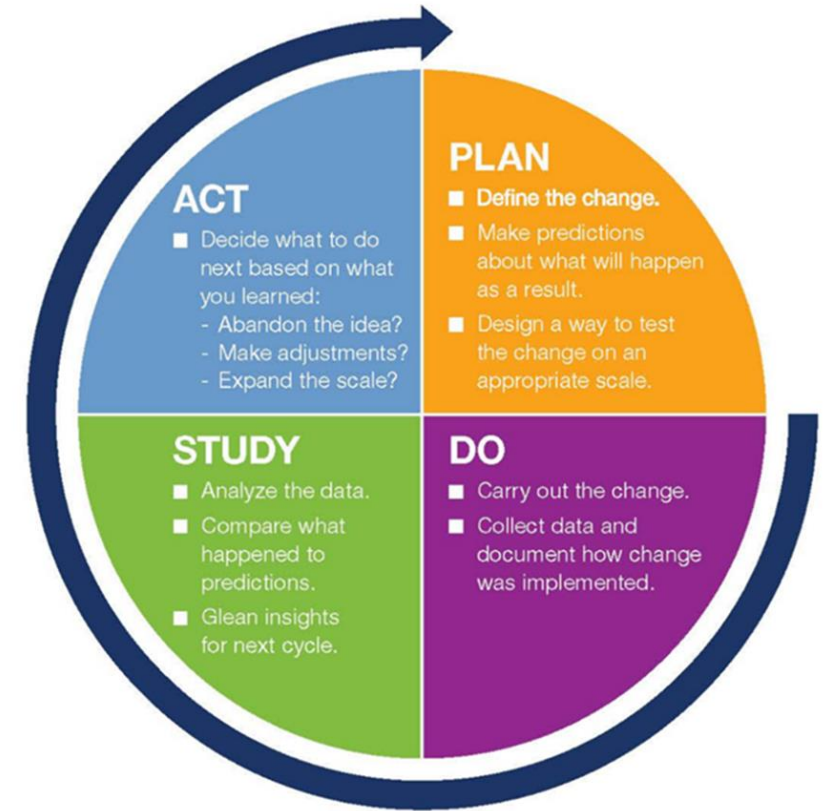 PLAN
■ Define the change.
■ Make predictions
about what will happen
as a result.
■ Design a way to test
the change on an
appropriate scale.
DO
■ Carry out the change.
■ Collect data and
document how change
was implemented.
STUDY
■ Analyze the data.
■ Compare what
happened to
predictions.
■ Glean insights
for next cycle.
ACT
■ Decide what to do
next based on what
you learned:
- Abandon the idea?
- Make adjustments?
- Expand the scale?